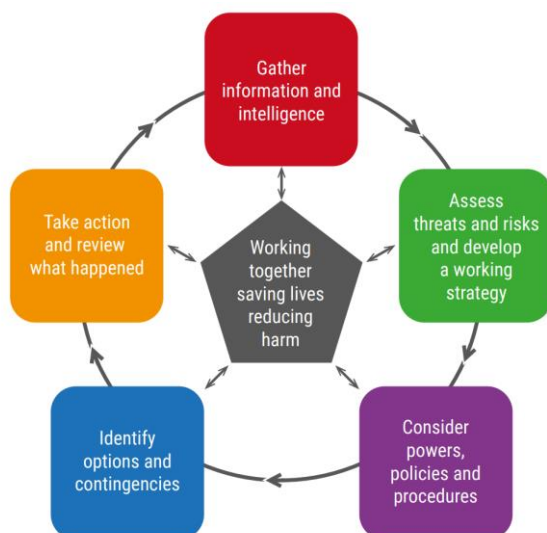 Gather
information and
intelligence
Assess
threats and risks
and develop
a working
strategy
Consider
powers,
policies and
procedures
Identify
options and
contingencies
Take action
and review
what happened
Working
together
saving lives
reducing
harm